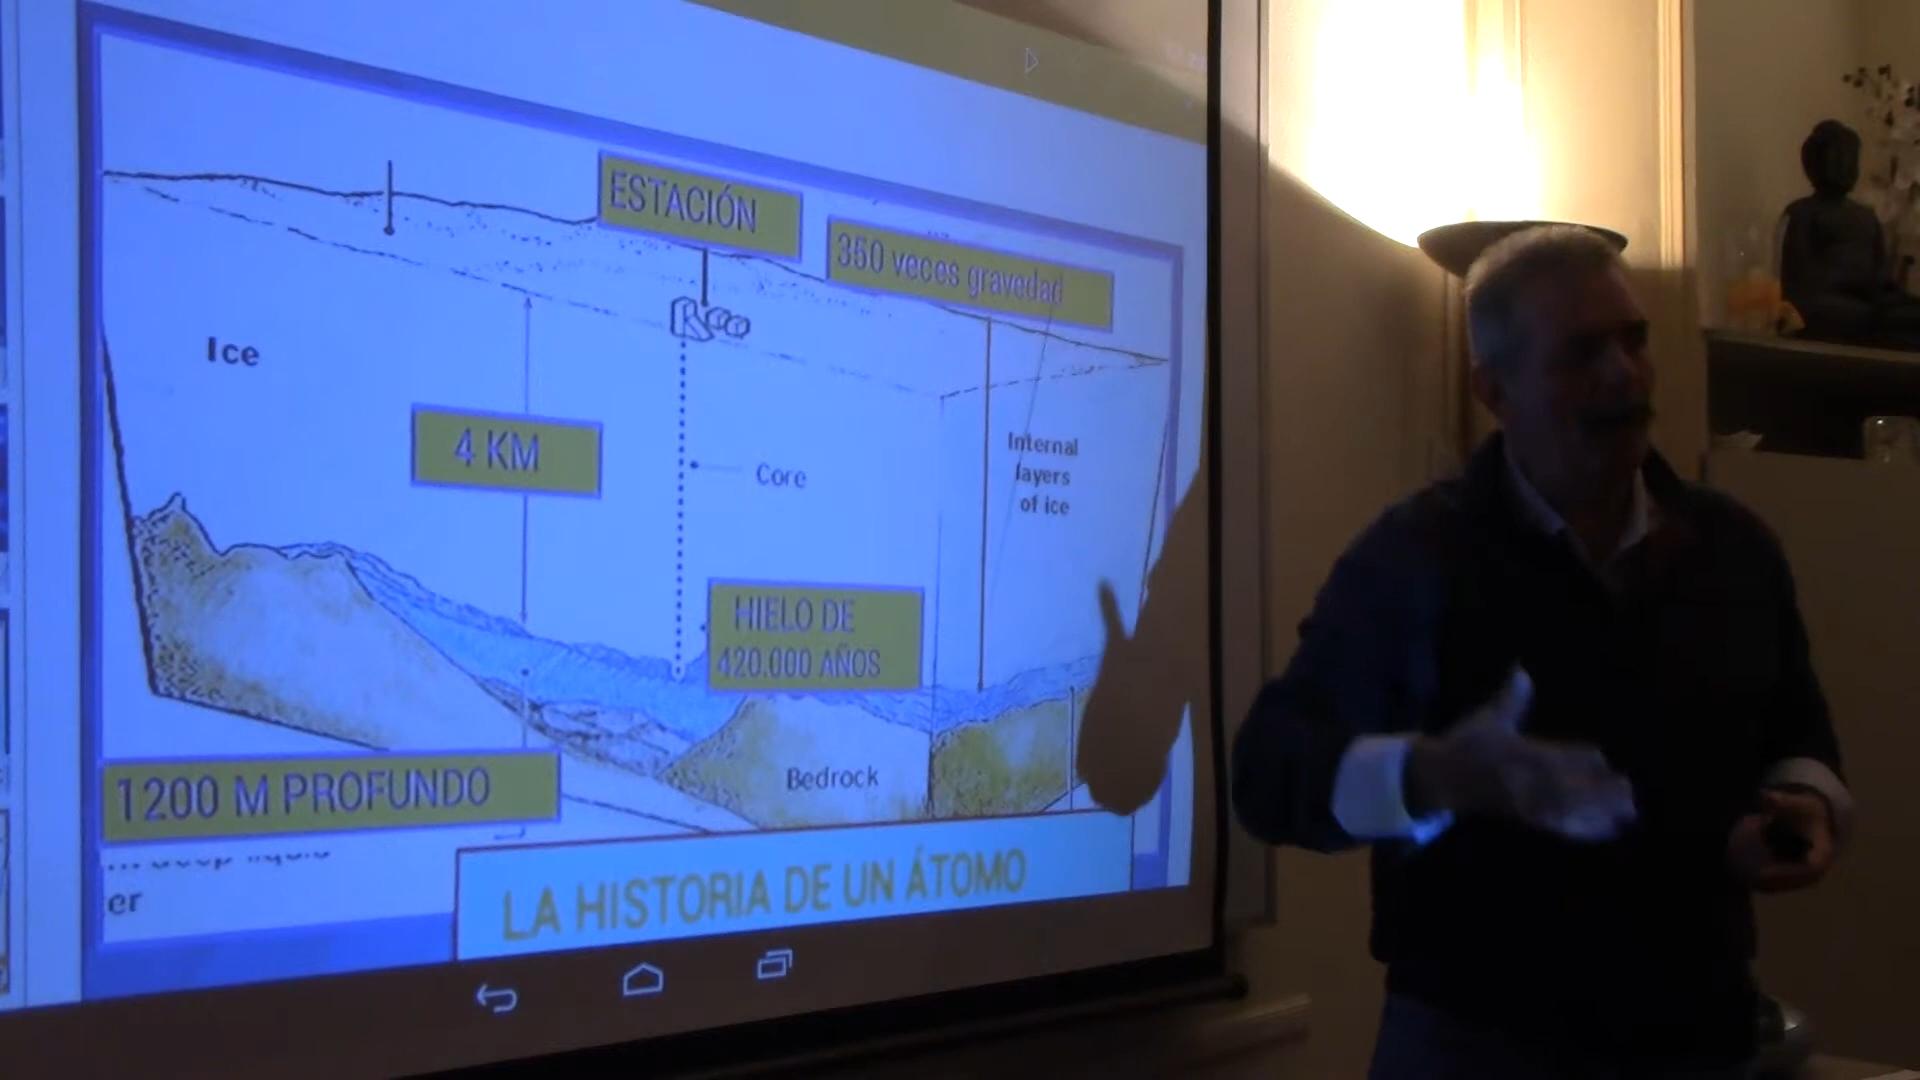 ESTACIÓN
350 veces gravedad
Ice
4 KM
Core
Internal
layers
of ice
HIELO DE
420.000 AÑOS
Bedrock
1200 M PROFUNDO
er
LA HISTORIA DE UN ÁTOMO